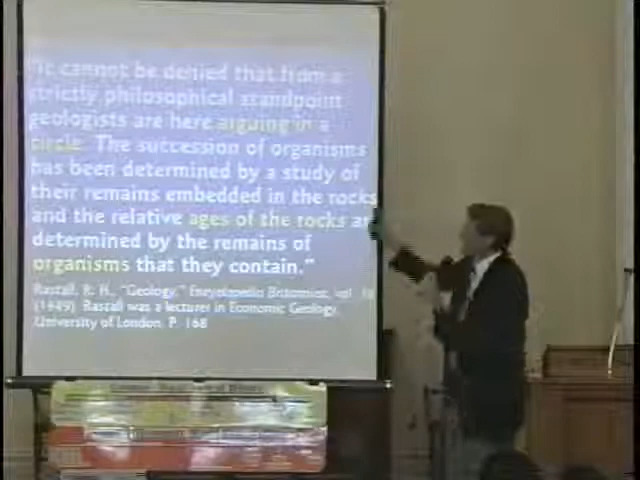 "It cannot be denied that from a
strictly philosophical standpoint
geologists are here arguing in a
circle. The succession of organisms
has been determined by a study of
their remains embedded in the rocks
and the relative ages of the rocks ar
determined by the remains of
organisms that they contain."
Rastall, R. H., "Geology," Encyclopedia Britannica, vol. 10
(1949) Rastall was a lecturer in Economic Geology,
University of London. P. 168